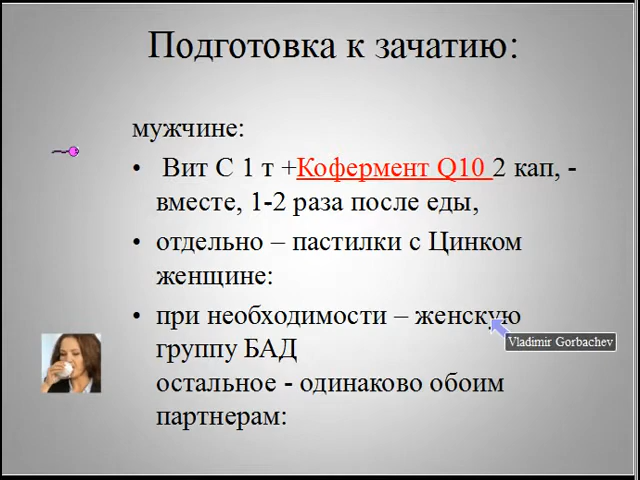 Подготовка к зачатию:
мужчине:
• Вит С 1 т +Кофермент Q10 2 кап, -
вместе, 1-2 раза после еды,
• отдельно – пастилки с Цинком
женщине:
• при необходимости – женскую
Vladimir Gorbachev
группу БАД
остальное - одинаково обоим
партнерам: